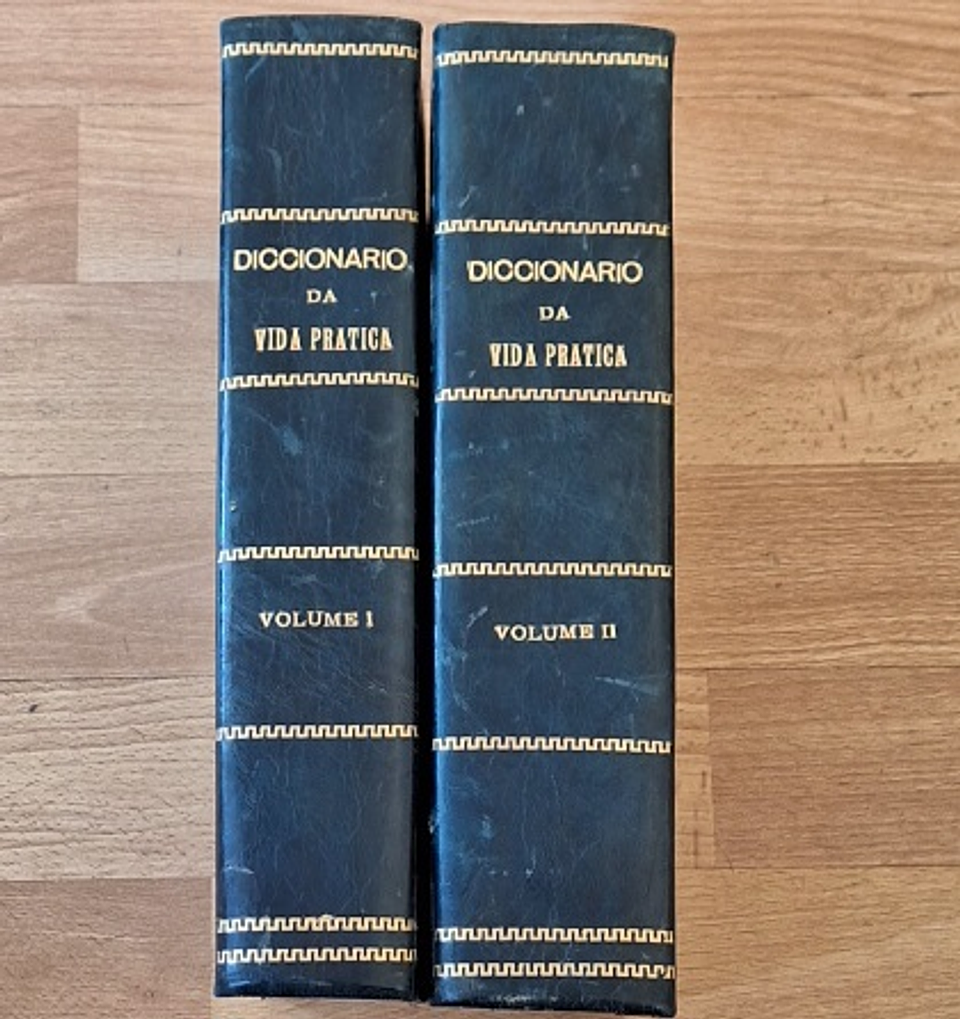 DICCIONARIO
DA
VIDA PRATICA
VOLUME I
DICCIONARIO
DA
VIDA PRATICA
VOLUME II